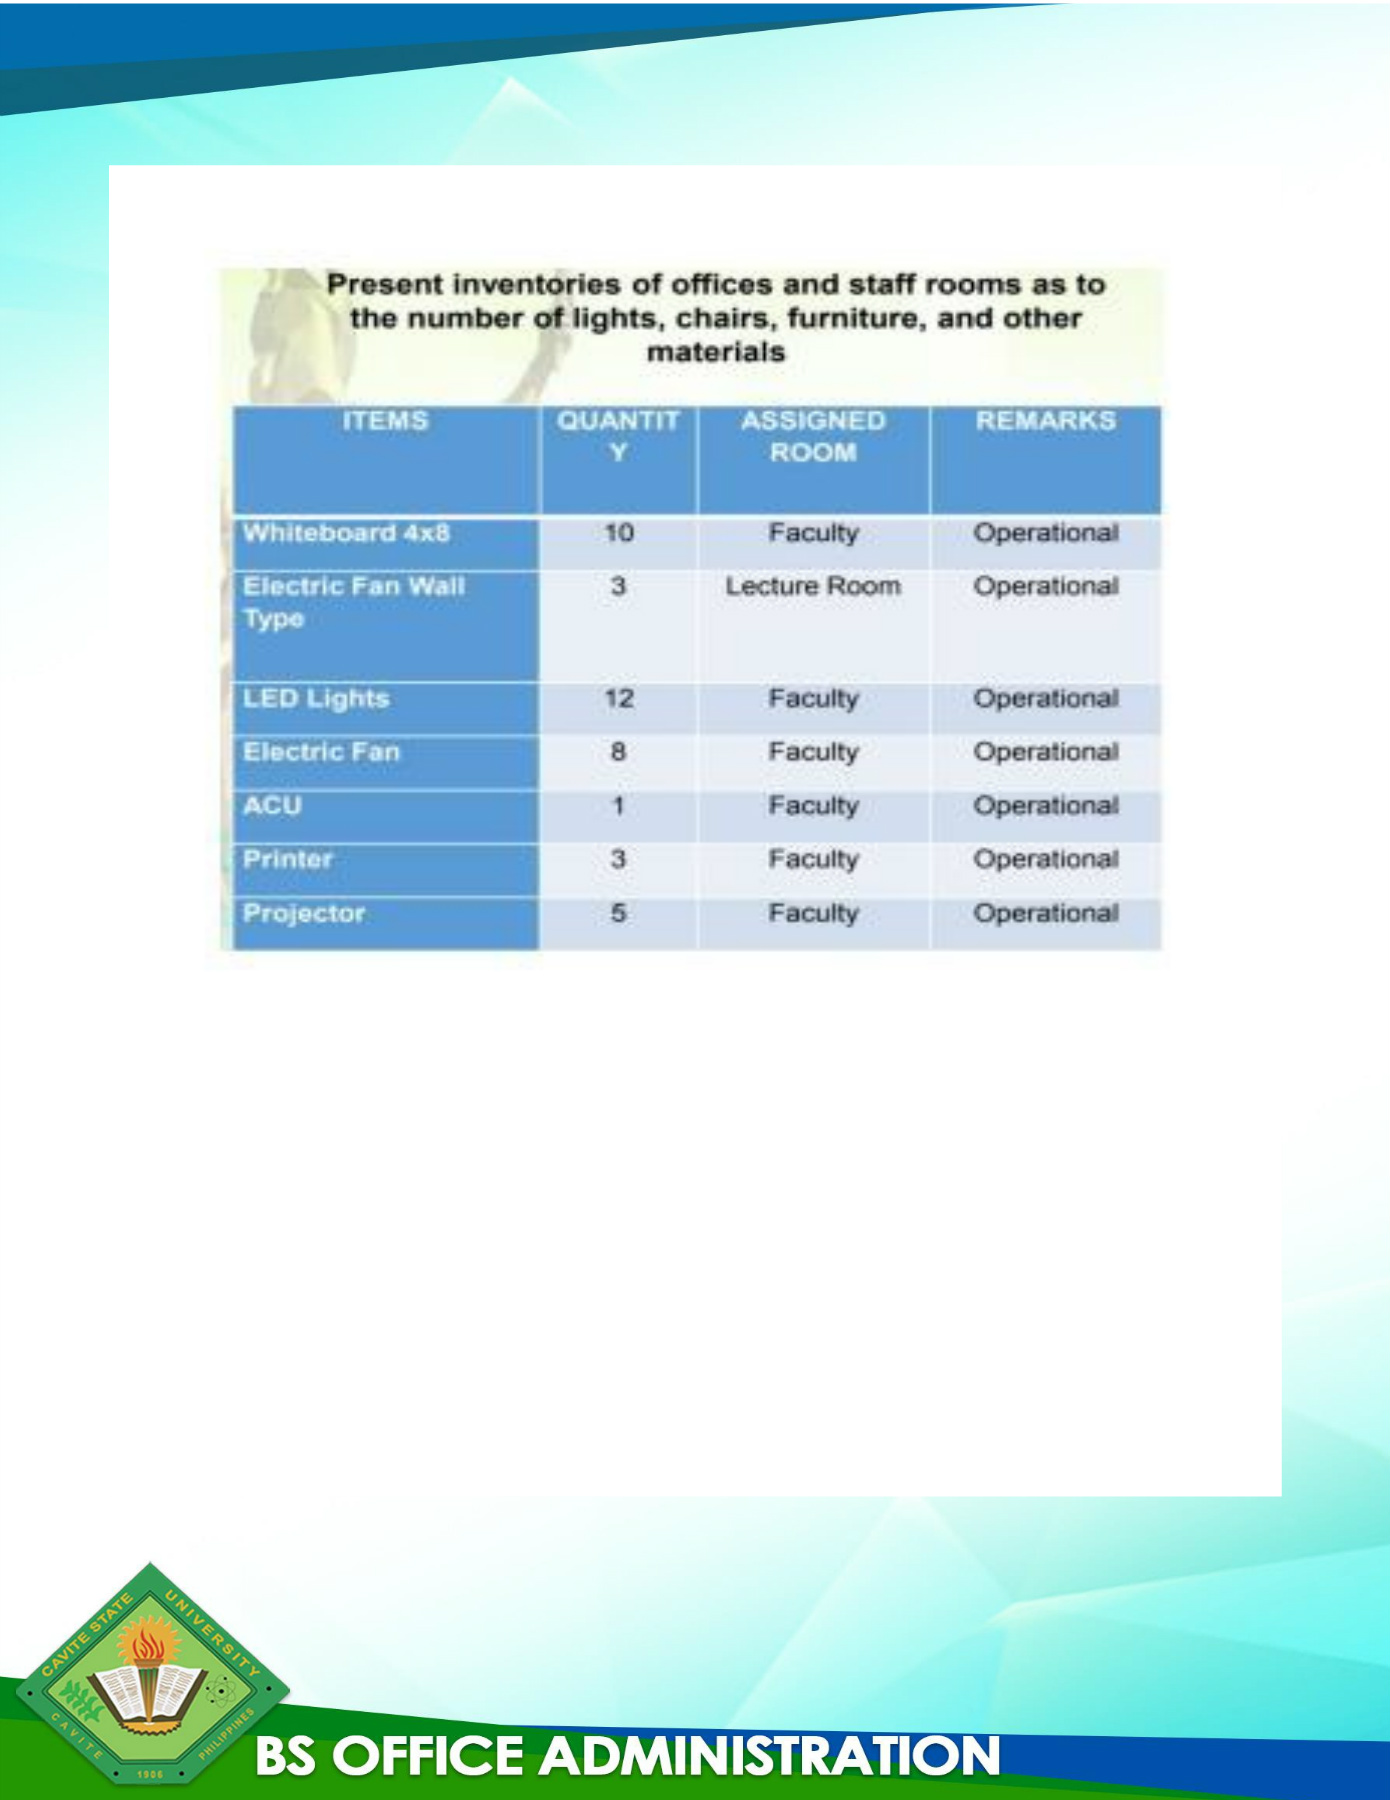 Present inventories of offices and staff rooms as to
the number of lights, chairs, furniture, and other
materials
ITEMS QUANTIT ASSIGNED REMARKS
Y ROOM
Whiteboard 4x8 10 Faculty Operational
Electric Fan Wall 3 Lecture Room Operational
Type
LED Lights 12 Faculty Operational
Electric Fan 8 Faculty Operational
ACU 1 Faculty Operational
Printer 3 Faculty Operational
Projector 5 Faculty Operational
CAVITE STATE UNIVERSITY
CAVITE PHILIPPINES
1906
BS OFFICE ADMINISTRATION